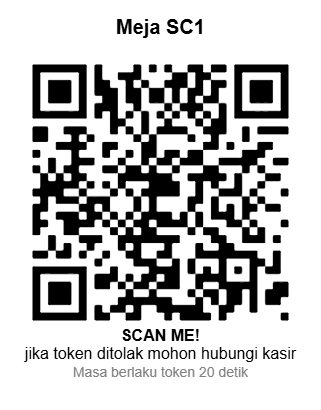 Meja SC1
SCAN ME!
jika token ditolak mohon hubungi kasir
Masa berlaku token 20 detik